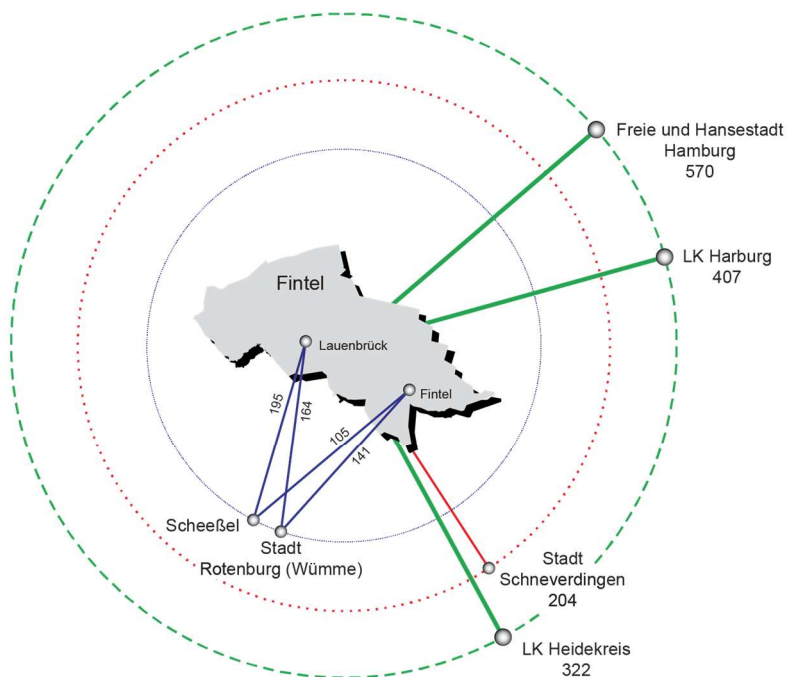 Freie und Hansestadt
Hamburg
570
LK Harburg
407
Fintel
Lauenbrück
Fintel
195
164
105
141
Scheeßel
Stadt
Rotenburg (Wümme)
Stadt
Schneverdingen
204
LK Heidekreis
322